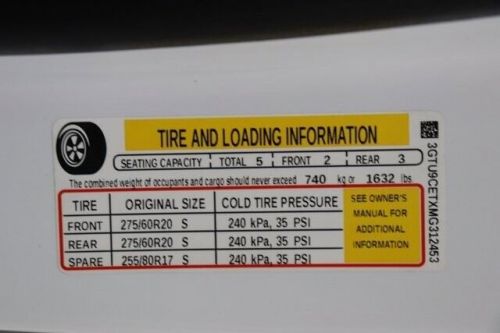 TIRE AND LOADING INFORMATION
SEATING CAPACITY TOTAL 5 FRONT 2 REAR 3
The combined weight of occupants and cargo should never exceed 740 kg or 1632 lbs
TIRE ORIGINAL SIZE COLD TIRE PRESSURE
FRONT 275/60R20 S 240 kPa, 35 PSI
REAR 275/60R20 S 240 kPa, 35 PSI
SPARE 255/80R17 S 240 kPa, 35 PSI
SEE OWNER'S
MANUAL FOR
ADDITIONAL
INFORMATION
3GTU9CETXMG312453